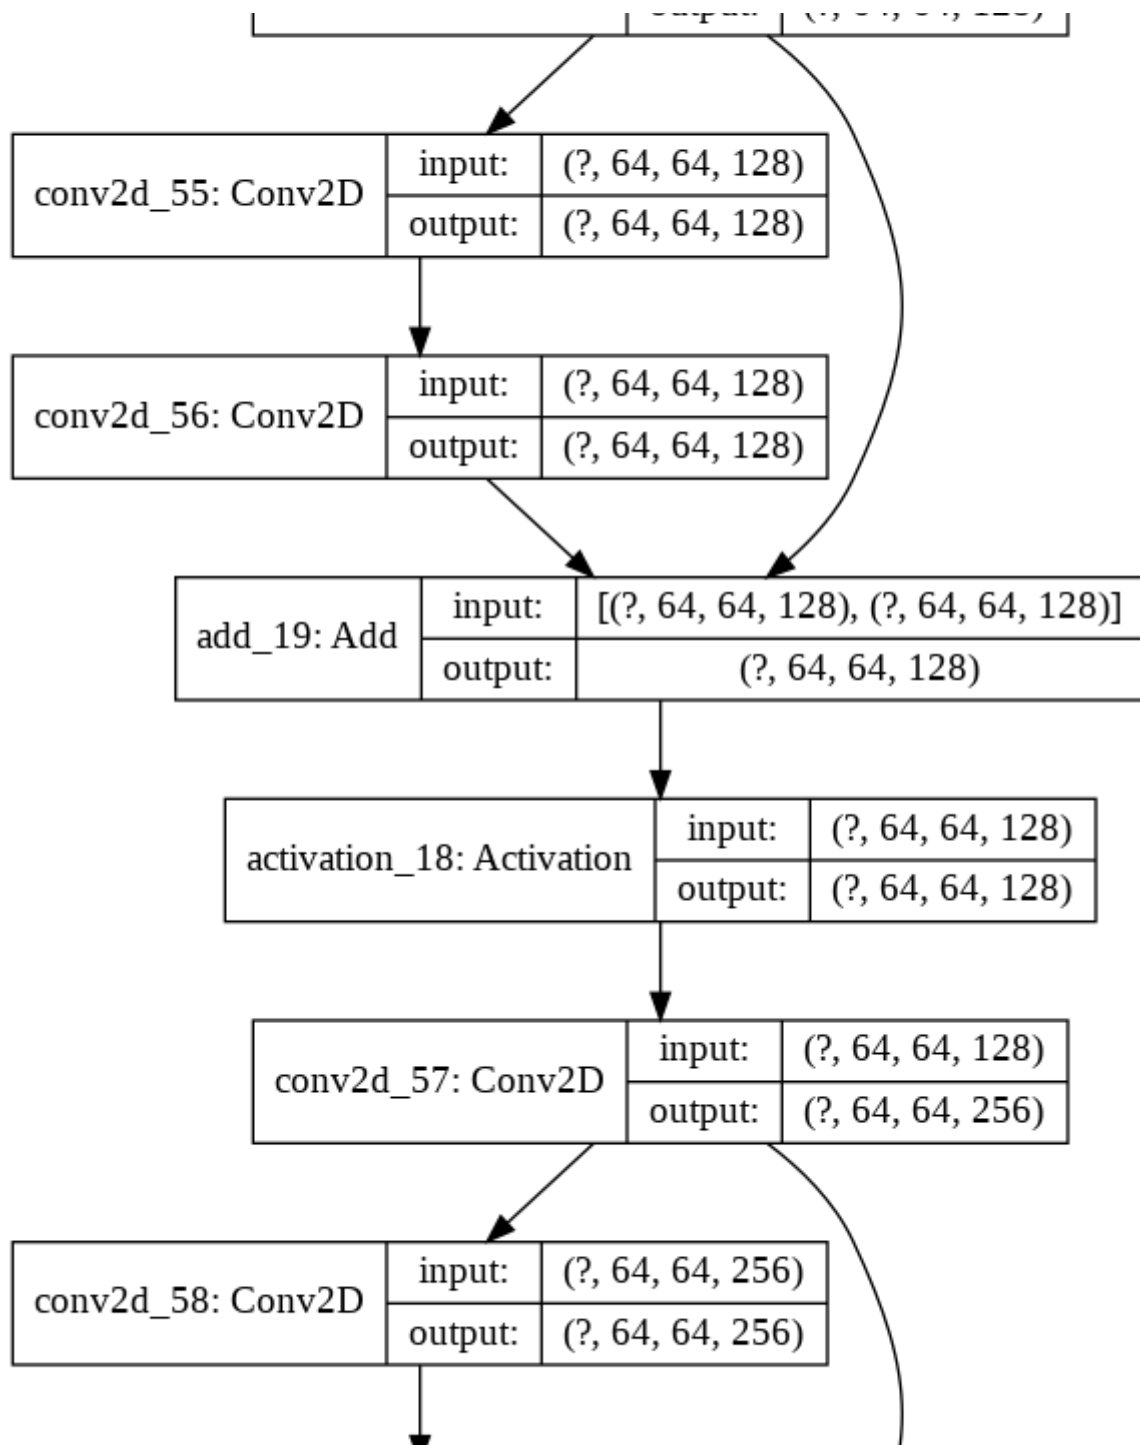 conv2d_55: Conv2D
input: (?, 64, 64, 128)
output: (?, 64, 64, 128)
conv2d_56: Conv2D
input: (?, 64, 64, 128)
output: (?, 64, 64, 128)
add_19: Add
input: [(?, 64, 64, 128), (?, 64, 64, 128)]
output: (?, 64, 64, 128)
activation_18: Activation
input: (?, 64, 64, 128)
output: (?, 64, 64, 128)
conv2d_57: Conv2D
input: (?, 64, 64, 128)
output: (?, 64, 64, 256)
conv2d_58: Conv2D
input: (?, 64, 64, 256)
output: (?, 64, 64, 256)